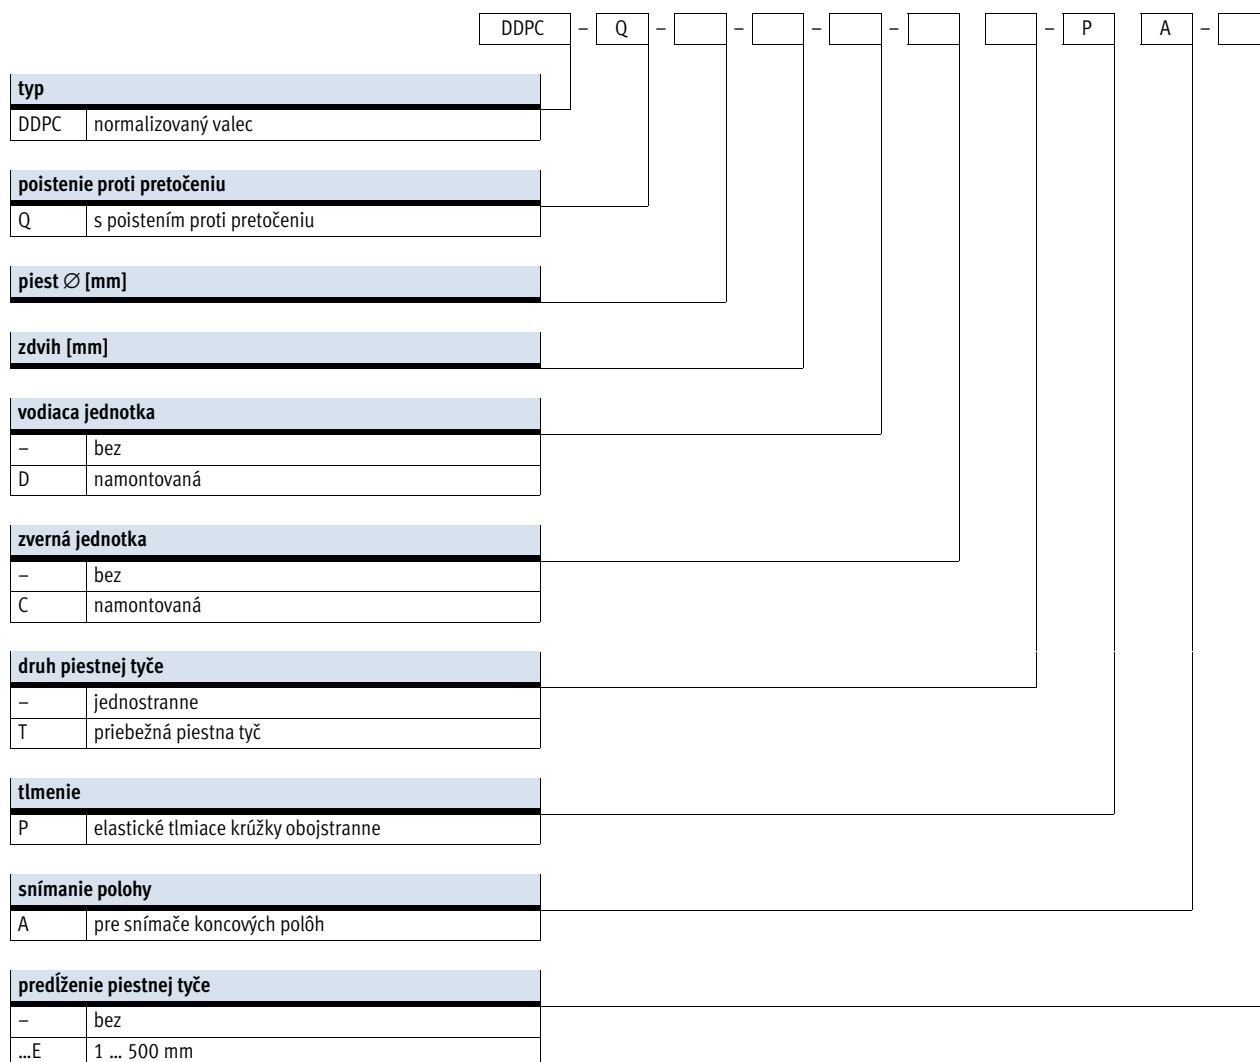 DDPC – Q – – – – – P A –
typ
DDPC normalizovaný valec
poistenie proti pretočeniu
Q s poistením proti pretočeniu
piest ∅ [mm]
zdvih [mm]
vodiaca jednotka
– bez
D namontovaná
zverná jednotka
– bez
C namontovaná
druh piestnej tyče
– jednostranne
T priebežná piestna tyč
tlmenie
P elastické tlmiace krúžky obojstranne
snímanie polohy
A pre snímače koncových polôh
predĺženie piestnej tyče
– bez
...E 1 ... 500 mm